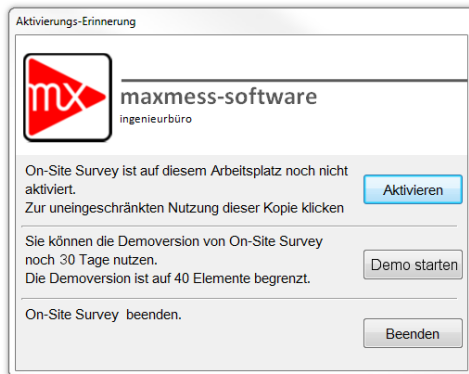 Aktivierungs-Erinnerung
mx
maxmess-software
ingenieurbüro
On-Site Survey ist auf diesem Arbeitsplatz noch nicht
aktiviert.
Zur uneingeschränkten Nutzung dieser Kopie klicken
Aktivieren
Sie können die Demoversion von On-Site Survey
noch 30 Tage nutzen.
Die Demoversion ist auf 40 Elemente begrenzt.
Demo starten
On-Site Survey beenden.
Beenden